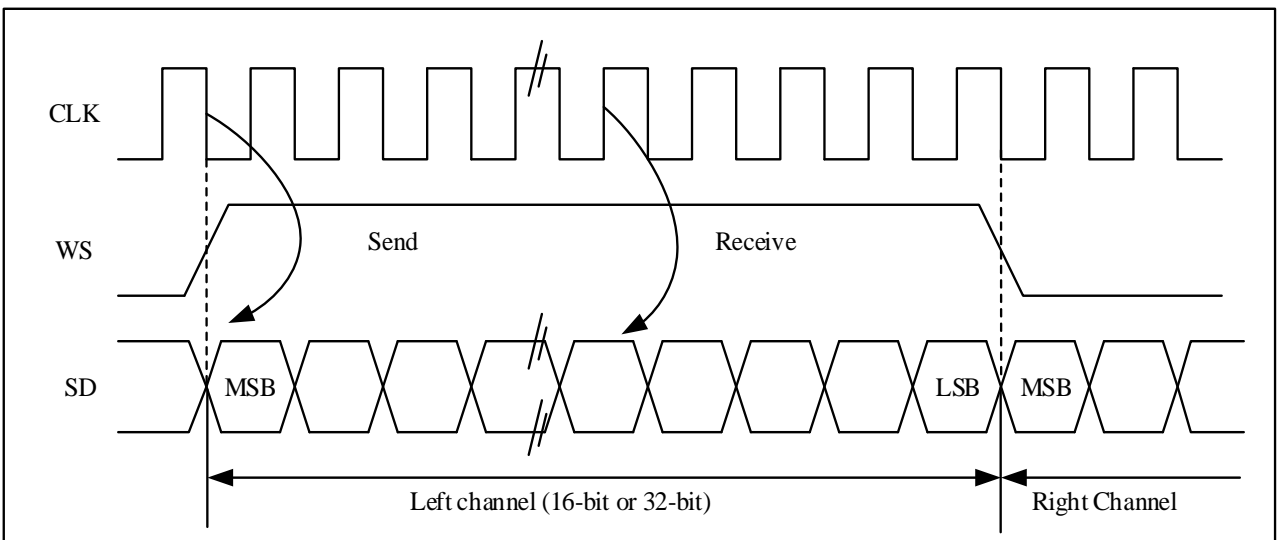 CLK
WS
Send
Receive
SD
MSB
LSB
MSB
Left channel (16-bit or 32-bit)
Right Channel